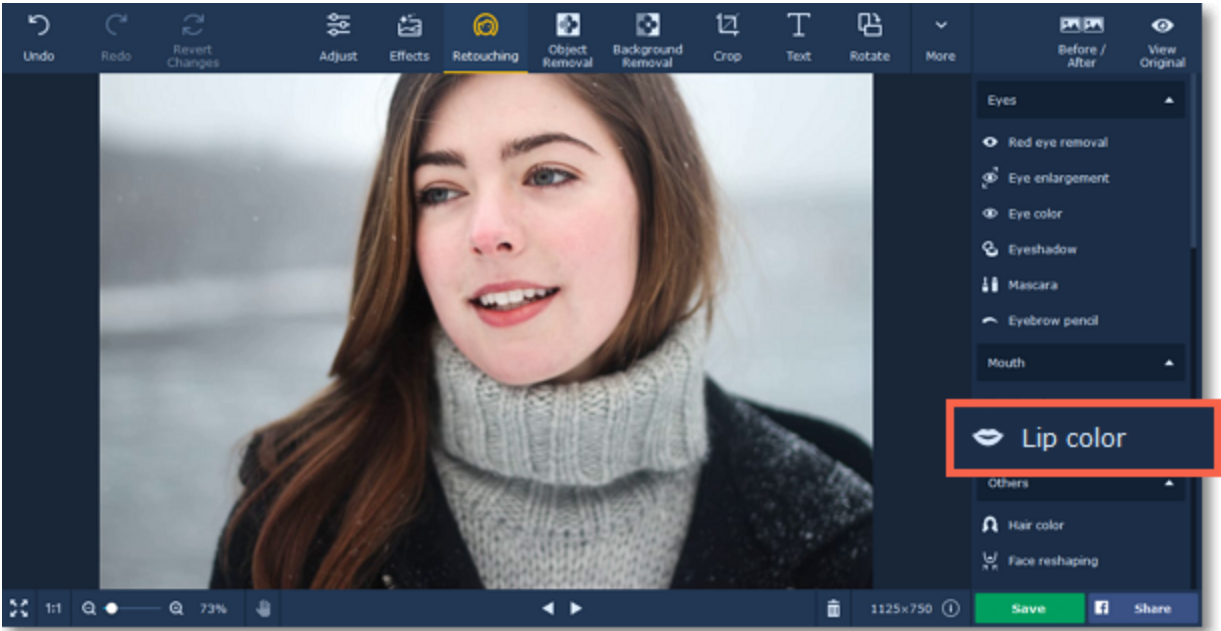 Undo
Redo
Revert
Changes
Adjust
Effects
Retouching
Object
Removal
Background
Removal
Crop
Text
Rotate
More
Before /
After
View
Original
Eyes
Red eye removal
Eye enlargement
Eye color
Eyeshadow
Mascara
Eyebrow pencil
Mouth
Lip color
Others
Hair color
Face reshaping
1:1
73%
1125×750
Save
Share